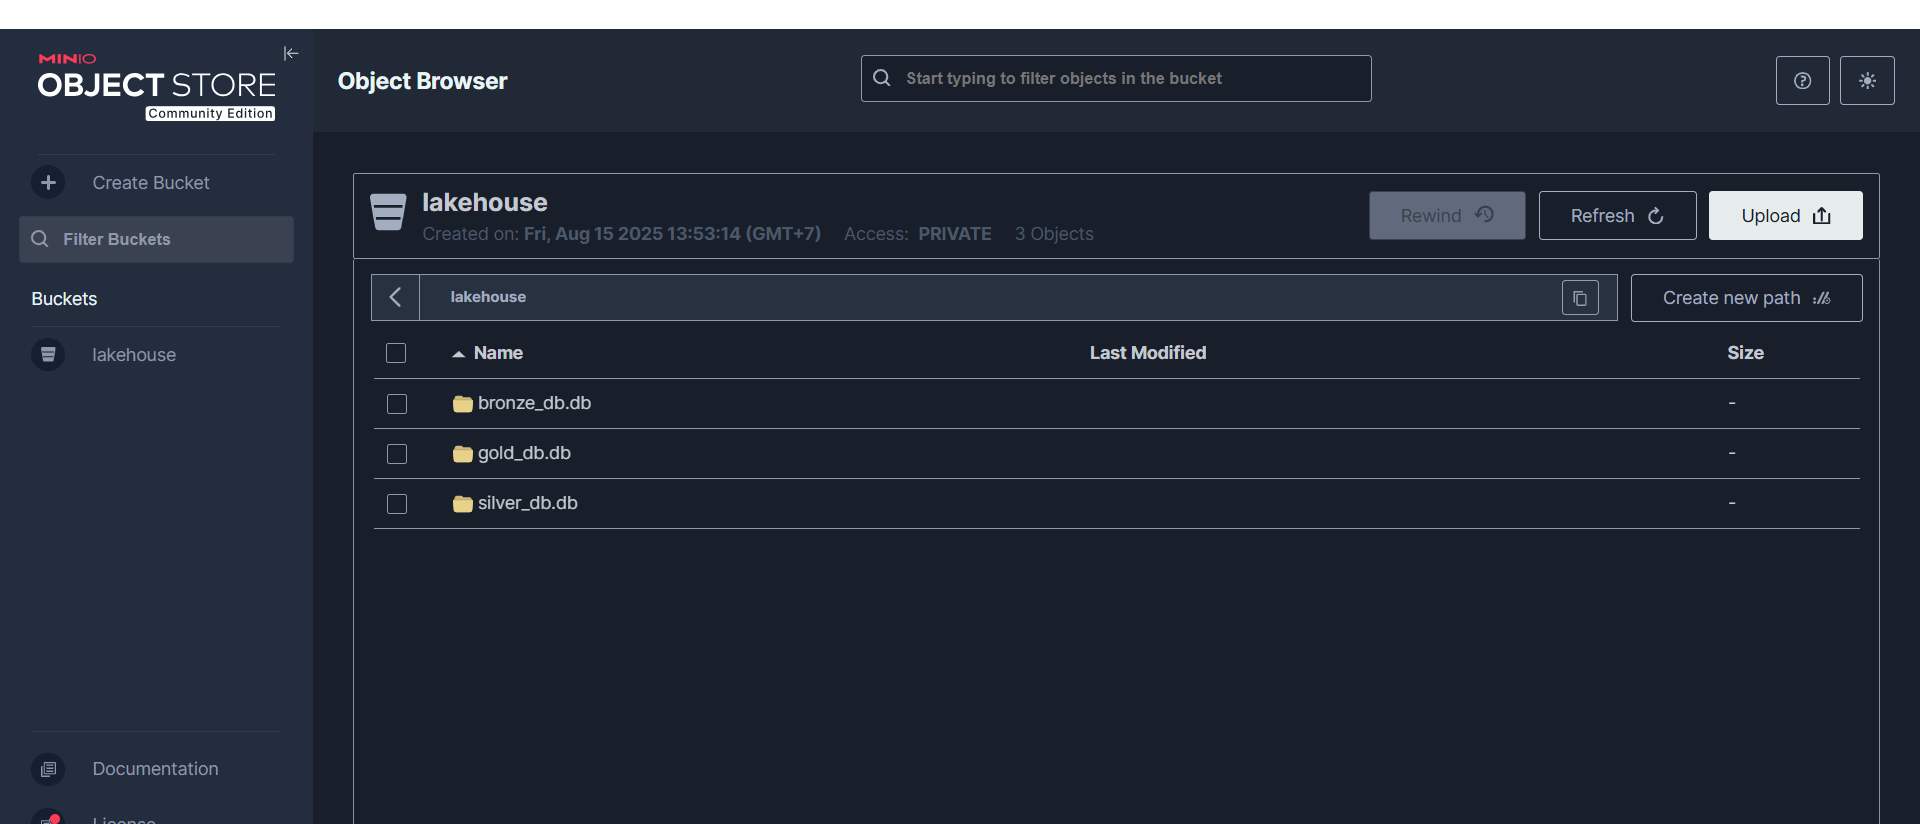 MINIO
OBJECT STORE
Community Edition
Create Bucket
Filter Buckets
Buckets
lakehouse
Documentation
License
Object Browser
Start typing to filter objects in the bucket
lakehouse
Created on: Fri, Aug 15 2025 13:53:14 (GMT+7) Access: PRIVATE 3 Objects
Rewind
Refresh
Upload
lakehouse
Create new path
Name Last Modified Size
bronze_db.db -
gold_db.db -
silver_db.db -